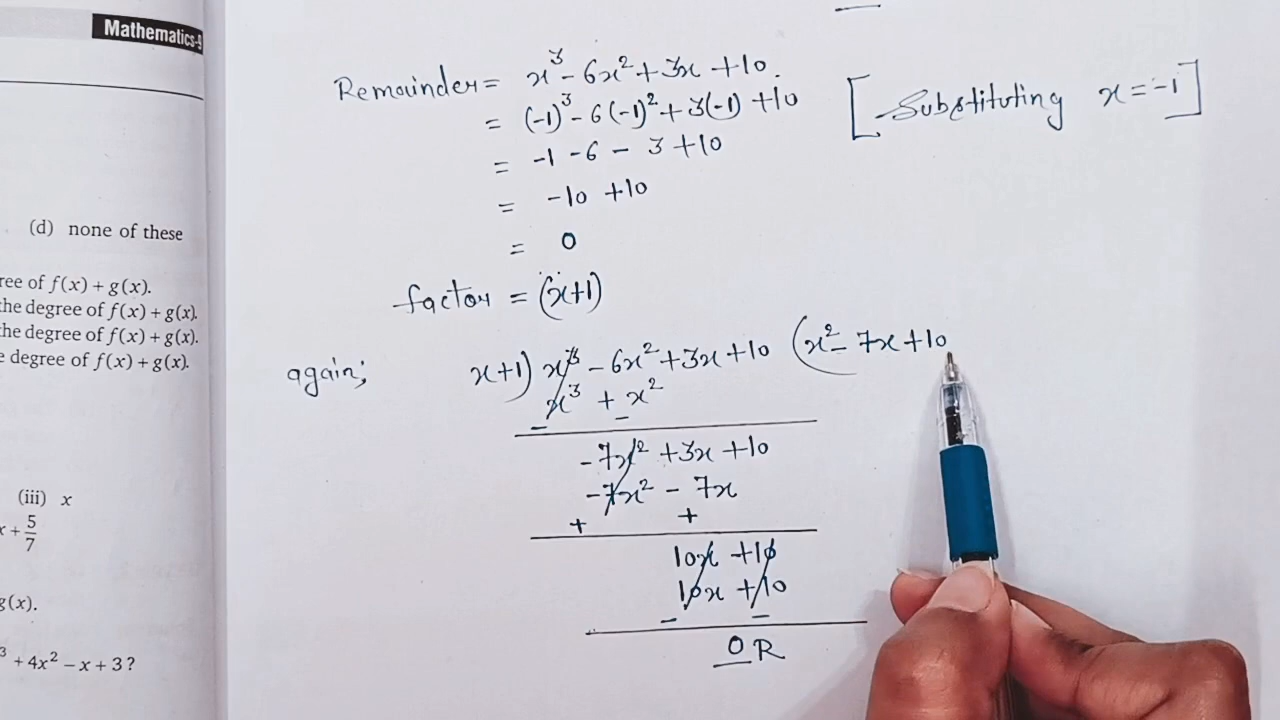 Mathematics-9
(d) none of these
ree of f(x) + g(x).
the degree of f(x) + g(x).
the degree of f(x) + g(x).
e degree of f(x) + g(x).
(iii) x
x + 5/7
g(x).
3 + 4x² − x + 3?
Remainder = x³ - 6x² + 3x + 10.
= (-1)³ - 6(-1)² + 3(-1) + 10 [Substituting x = -1]
= -1 - 6 - 3 + 10
= -10 + 10
= 0
factor = (x+1)
again; x+1) x³ - 6x² + 3x + 10 (x² - 7x + 10
x³ + x²
- -
-7x² + 3x + 10
-7x² - 7x
+ +
10x + 10
10x + 10
- -
0 R